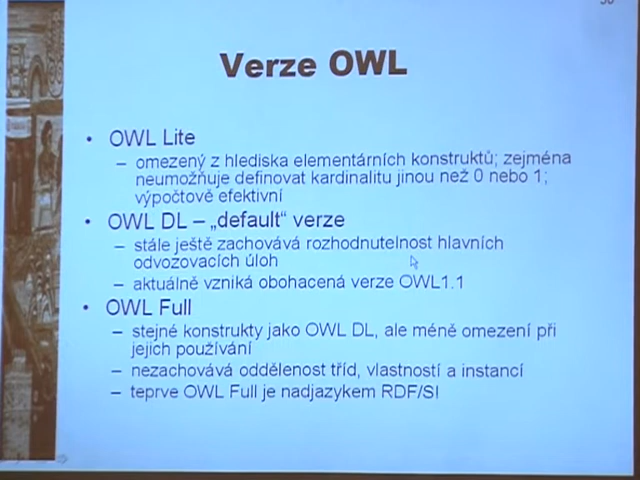 Verze OWL
• OWL Lite
– omezený z hlediska elementárních konstruktů; zejména
neumožňuje definovat kardinalitu jinou než 0 nebo 1;
výpočtově efektivní
• OWL DL – „default“ verze
– stále ještě zachovává rozhodnutelnost hlavních
odvozovacích úloh
– aktuálně vzniká obohacená verze OWL1.1
• OWL Full
– stejné konstrukty jako OWL DL, ale méně omezení při
jejich používání
– nezachovává oddělenost tříd, vlastností a instancí
– teprve OWL Full je nadjazykem RDF/S!